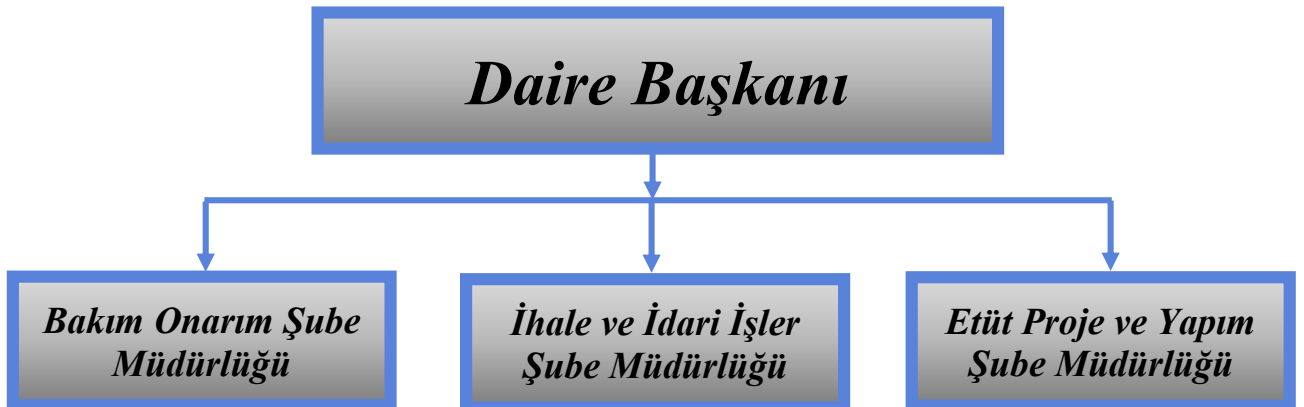 Daire Başkanı
Bakım Onarım Şube
Müdürlüğü
İhale ve İdari İşler
Şube Müdürlüğü
Etüt Proje ve Yapım
Şube Müdürlüğü